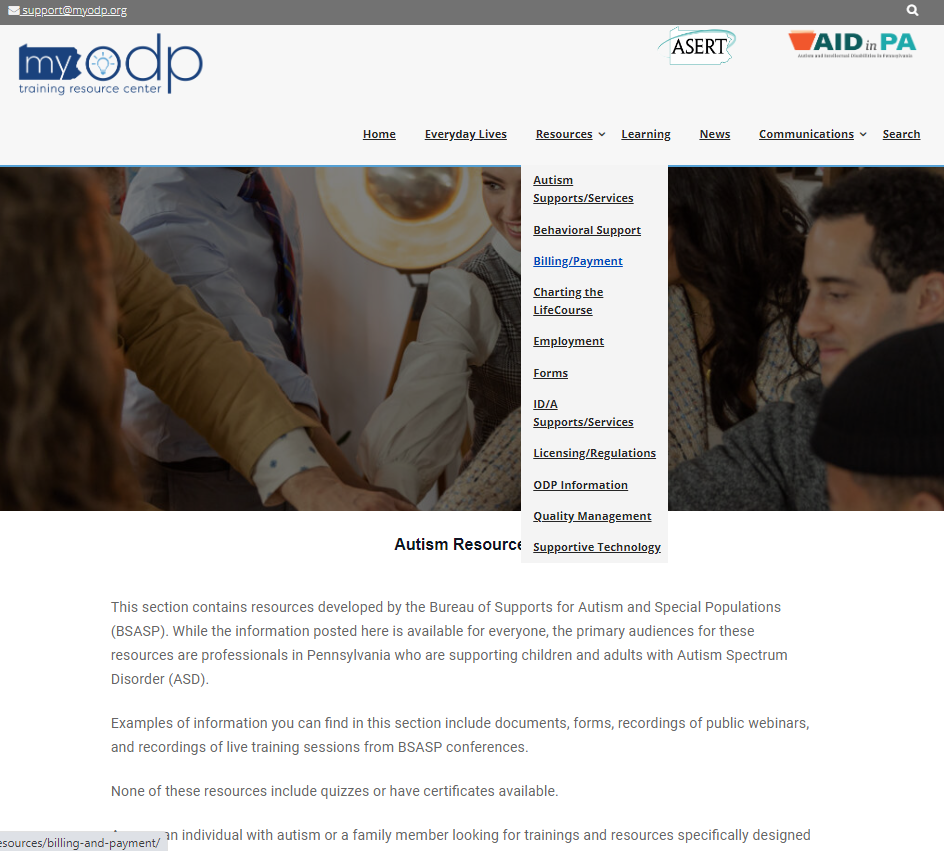 support@myodp.org
my odp
training resource center
ASERT
AID in PA
Autism and Intellectual Disabilities in Pennsylvania
Home
Everyday Lives
Resources
Learning
News
Communications
Search
Autism
Supports/Services
Behavioral Support
Billing/Payment
Charting the
LifeCourse
Employment
Forms
ID/A
Supports/Services
Licensing/Regulations
ODP Information
Quality Management
Supportive Technology
Autism Resource
This section contains resources developed by the Bureau of Supports for Autism and Special Populations
(BSASP). While the information posted here is available for everyone, the primary audiences for these
resources are professionals in Pennsylvania who are supporting children and adults with Autism Spectrum
Disorder (ASD).
Examples of information you can find in this section include documents, forms, recordings of public webinars,
and recordings of live training sessions from BSASP conferences.
None of these resources include quizzes or have certificates available.
an individual with autism or a family member looking for trainings and resources specifically designed
esources/billing-and-payment/